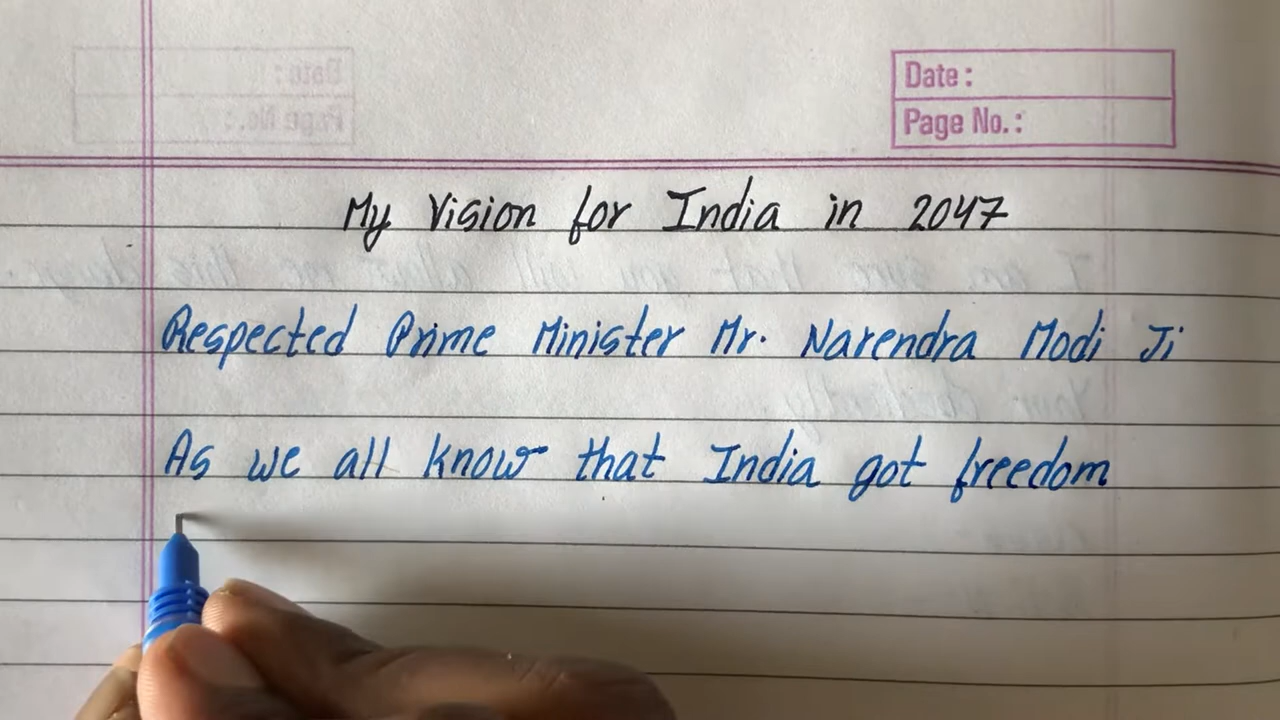 Date :
Page No. :
My Vision for India in 2047
Respected Prime Minister Mr. Narendra Modi Ji
As we all know that India got freedom